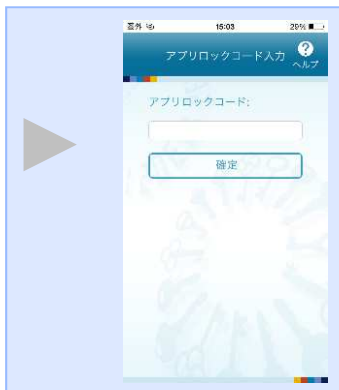 圏外 15:03 29%
アプリロックコード入力 ?
ヘルプ
アプリロックコード:
確定